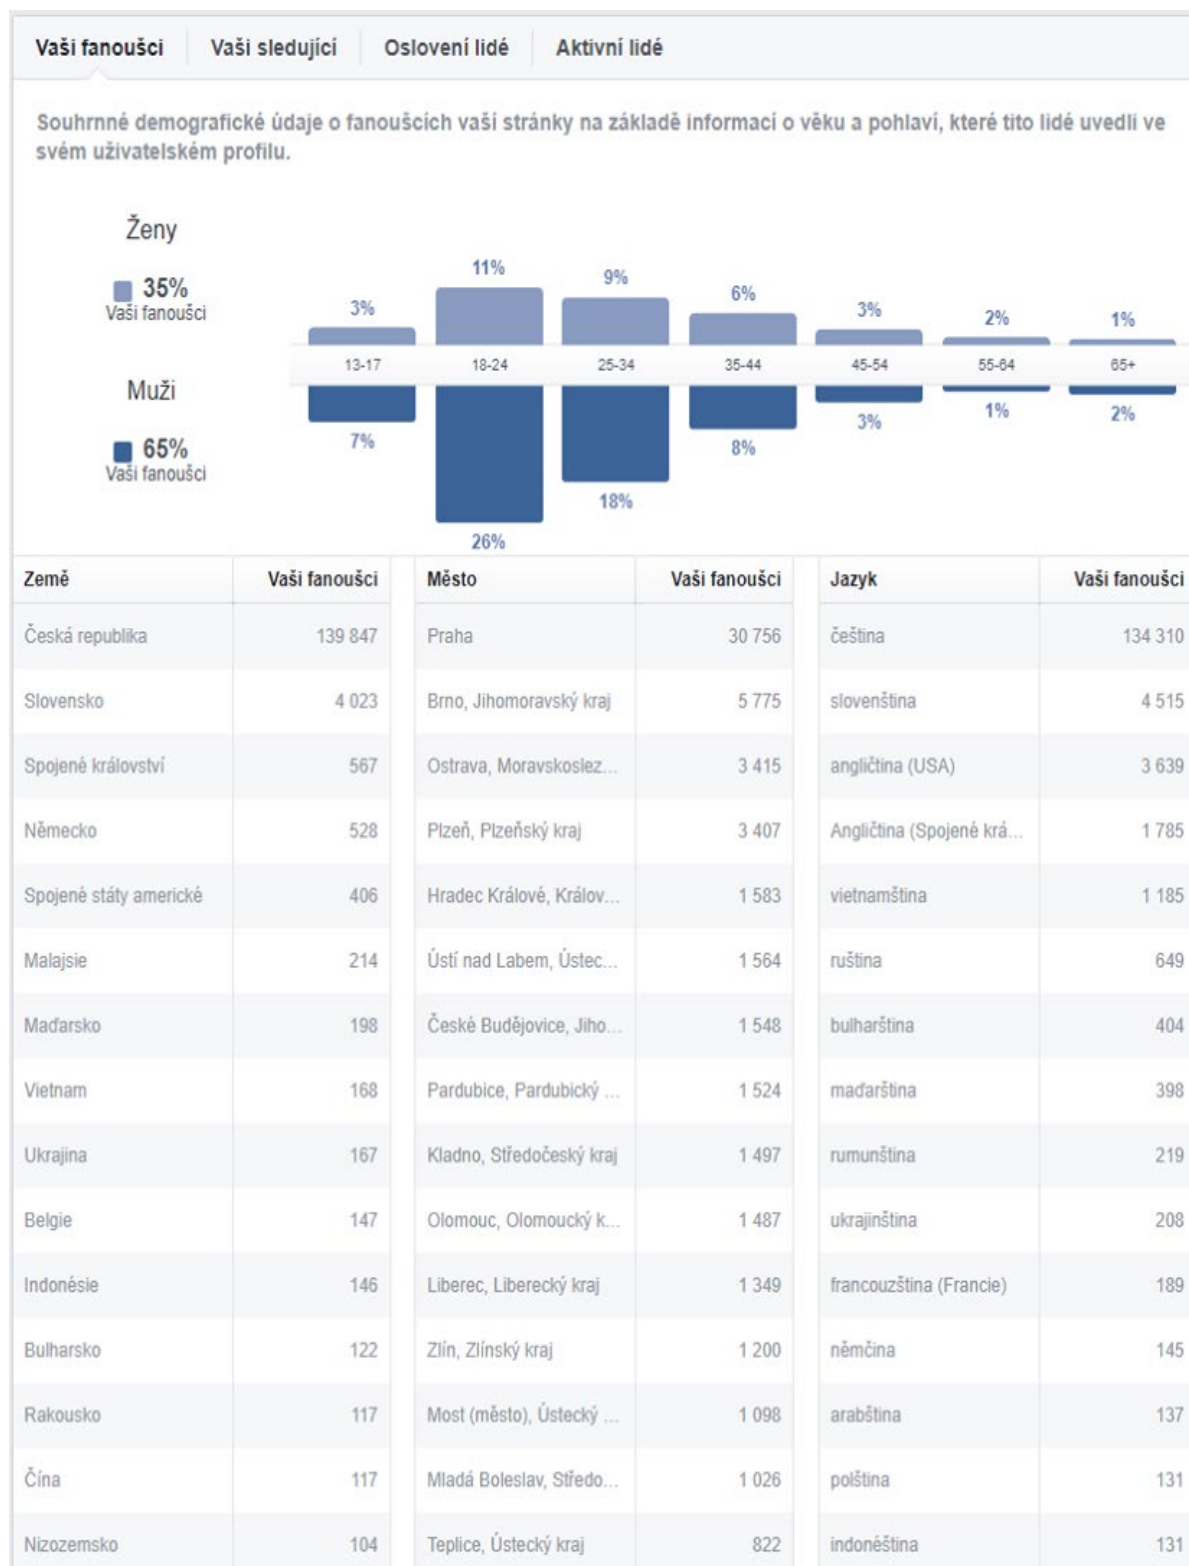 Vaši fanoušci Vaši sledující Oslovení lidé Aktivní lidé
Souhrnné demografické údaje o fanoušcích vaší stránky na základě informací o věku a pohlaví, které tito lidé uvedli ve
svém uživatelském profilu.
Ženy
35%
Vaši fanoušci
3% 11% 9% 6% 3% 2% 1%
13-17 18-24 25-34 35-44 45-54 55-64 65+
Muži
65%
Vaši fanoušci
7% 26% 18% 8% 3% 1% 2%
Země Vaši fanoušci Město Vaši fanoušci Jazyk Vaši fanoušci
Česká republika 139 847 Praha 30 756 čeština 134 310
Slovensko 4 023 Brno, Jihomoravský kraj 5 775 slovenština 4 515
Spojené království 567 Ostrava, Moravskoslez... 3 415 angličtina (USA) 3 639
Německo 528 Plzeň, Plzeňský kraj 3 407 Angličtina (Spojené krá... 1 785
Spojené státy americké 406 Hradec Králové, Králov... 1 583 vietnamština 1 185
Malajsie 214 Ústí nad Labem, Ústec... 1 564 ruština 649
Maďarsko 198 České Budějovice, Jiho... 1 548 bulharština 404
Vietnam 168 Pardubice, Pardubický ... 1 524 maďarština 398
Ukrajina 167 Kladno, Středočeský kraj 1 497 rumunština 219
Belgie 147 Olomouc, Olomoucký k... 1 487 ukrajinština 208
Indonésie 146 Liberec, Liberecký kraj 1 349 francouzština (Francie) 189
Bulharsko 122 Zlín, Zlínský kraj 1 200 němčina 145
Rakousko 117 Most (město), Ústecký ... 1 098 arabština 137
Čína 117 Mladá Boleslav, Středo... 1 026 polština 131
Nizozemsko 104 Teplice, Ústecký kraj 822 indonéština 131